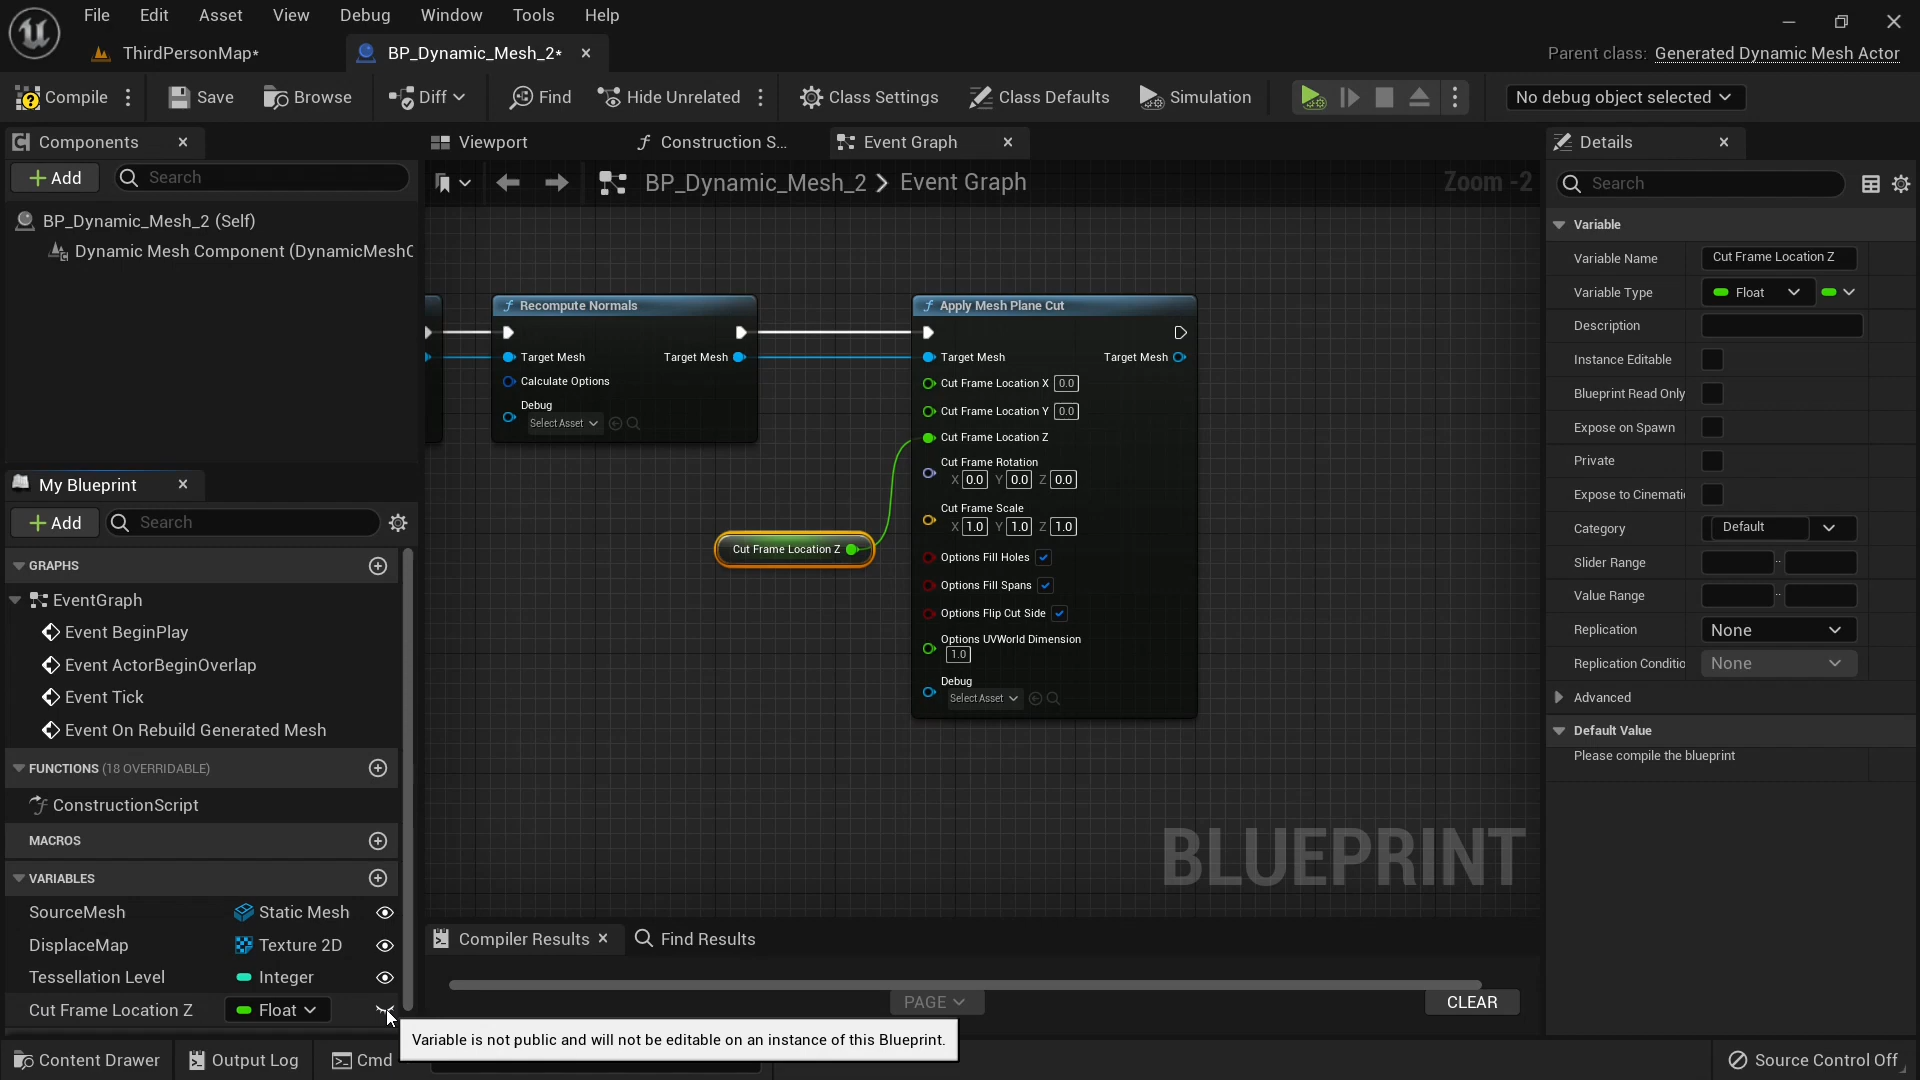 File Edit Asset View Debug Window Tools Help
ThirdPersonMap*
BP_Dynamic_Mesh_2*
Parent class: Generated Dynamic Mesh Actor
Compile Save Browse Diff Find Hide Unrelated Class Settings Class Defaults Simulation No debug object selected
Components
Add
Search
BP_Dynamic_Mesh_2 (Self)
Dynamic Mesh Component (DynamicMeshC
My Blueprint
Add
Search
GRAPHS
EventGraph
Event BeginPlay
Event ActorBeginOverlap
Event Tick
Event On Rebuild Generated Mesh
FUNCTIONS (18 OVERRIDABLE)
ConstructionScript
MACROS
VARIABLES
SourceMesh Static Mesh
DisplaceMap Texture 2D
Tessellation Level Integer
Cut Frame Location Z Float
Viewport Construction S... Event Graph
BP_Dynamic_Mesh_2 > Event Graph
Zoom -2
Recompute Normals
Target Mesh Target Mesh
Calculate Options
Debug
Select Asset
Cut Frame Location Z
Apply Mesh Plane Cut
Target Mesh Target Mesh
Cut Frame Location X 0.0
Cut Frame Location Y 0.0
Cut Frame Location Z
Cut Frame Rotation
X 0.0 Y 0.0 Z 0.0
Cut Frame Scale
X 1.0 Y 1.0 Z 1.0
Options Fill Holes
Options Fill Spans
Options Flip Cut Side
Options UVWorld Dimension
1.0
Debug
Select Asset
BLUEPRINT
Compiler Results Find Results
PAGE
CLEAR
Variable is not public and will not be editable on an instance of this Blueprint.
Details
Search
Variable
Variable Name Cut Frame Location Z
Variable Type Float
Description
Instance Editable
Blueprint Read Only
Expose on Spawn
Private
Expose to Cinemati
Category Default
Slider Range ..
Value Range ..
Replication None
Replication Conditio None
Advanced
Default Value
Please compile the blueprint
Content Drawer Output Log Cmd
Source Control Off